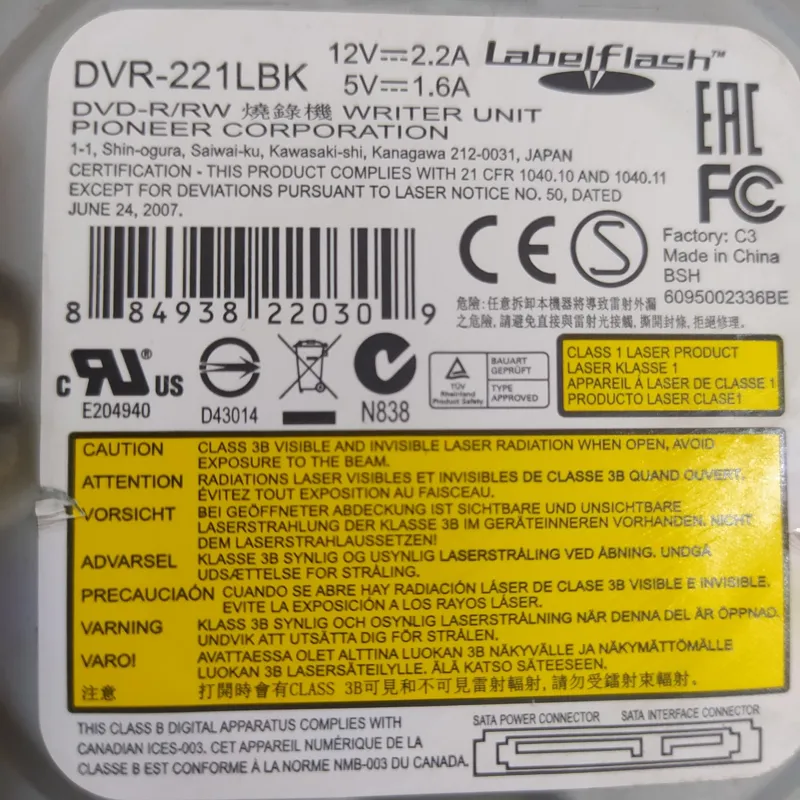 DVR-221LBK
12V⎓2.2A
5V⎓1.6A
Labelflash™
DVD-R/RW 燒錄機 WRITER UNIT
PIONEER CORPORATION
1-1, Shin-ogura, Saiwai-ku, Kawasaki-shi, Kanagawa 212-0031, JAPAN
CERTIFICATION - THIS PRODUCT COMPLIES WITH 21 CFR 1040.10 AND 1040.11
EXCEPT FOR DEVIATIONS PURSUANT TO LASER NOTICE NO. 50, DATED
JUNE 24, 2007.
EAC
FC
CE
S
Factory: C3
Made in China
BSH
6095002336BE
8 84938 22030 9
危險:任意拆卸本機器將導致雷射外漏
之危險,請避免直接與雷射光接觸,撕開封條,拒絕修理。
c RU ® US
E204940
D43014
N838
TÜV
Rheinland
Product Safety
BAUART
GEPRÜFT
TYPE
APPROVED
CLASS 1 LASER PRODUCT
LASER KLASSE 1
APPAREIL À LASER DE CLASSE 1
PRODUCTO LASER CLASE1
CAUTION CLASS 3B VISIBLE AND INVISIBLE LASER RADIATION WHEN OPEN, AVOID
EXPOSURE TO THE BEAM.
ATTENTION RADIATIONS LASER VISIBLES ET INVISIBLES DE CLASSE 3B QUAND OUVERT.
ÉVITEZ TOUT EXPOSITION AU FAISCEAU.
VORSICHT BEI GEÖFFNETER ABDECKUNG IST SICHTBARE UND UNSICHTBARE
LASERSTRAHLUNG DER KLASSE 3B IM GERÄTEINNEREN VORHANDEN. NICHT
DEM LASERSTRAHLAUSSETZEN!
ADVARSEL KLASSE 3B SYNLIG OG USYNLIG LASERSTRÅLING VED ÅBNING. UNDGÅ
UDSÆTTELSE FOR STRÅLING.
PRECAUCIAÓN CUANDO SE ABRE HAY RADIACIÓN LÁSER DE CLASE 3B VISIBLE E INVISIBLE.
EVITE LA EXPOSICIÓN A LOS RAYOS LÁSER.
VARNING KLASS 3B SYNLIG OCH OSYNLIG LASERSTRÅLNING NÄR DENNA DEL ÄR ÖPPNAD.
UNDVIK ATT UTSÄTTA DIG FÖR STRÅLEN.
VARO! AVATTAESSA OLET ALTTINA LUOKAN 3B NÄKYVÄLLE JA NÄKYMÄTTÖMÄLLE
LUOKAN 3B LASERSÄTEILYLLE. ÄLÄ KATSO SÄTEESEEN.
注意 打開時會有CLASS 3B可見和不可見雷射輻射,請勿受鐳射束輻射。
THIS CLASS B DIGITAL APPARATUS COMPLIES WITH
CANADIAN ICES-003. CET APPAREIL NUMÉRIQUE DE LA
CLASSE B EST CONFORME À LA NORME NMB-003 DU CANADA.
SATA POWER CONNECTOR SATA INTERFACE CONNECTOR